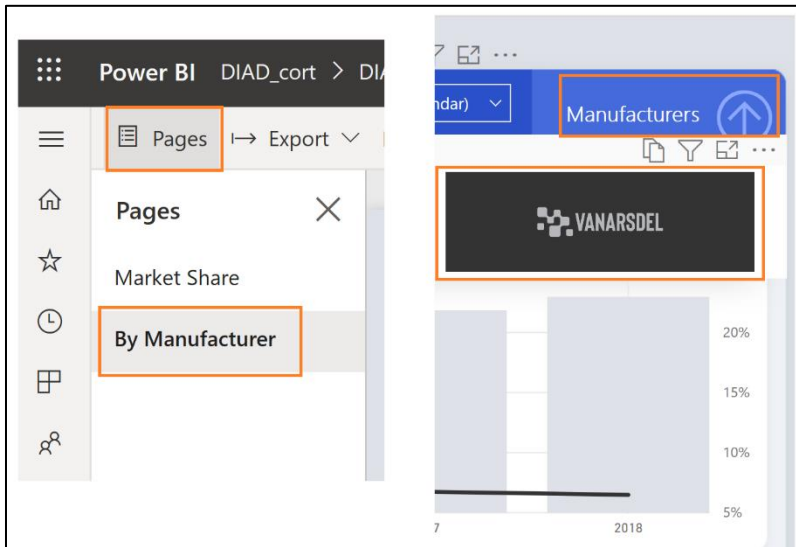 Power BI DIAD_cort > DIA
Pages Export
Pages
Market Share
By Manufacturer
ndar)
Manufacturers
VANARSDEL
20%
15%
10%
5%
7
2018